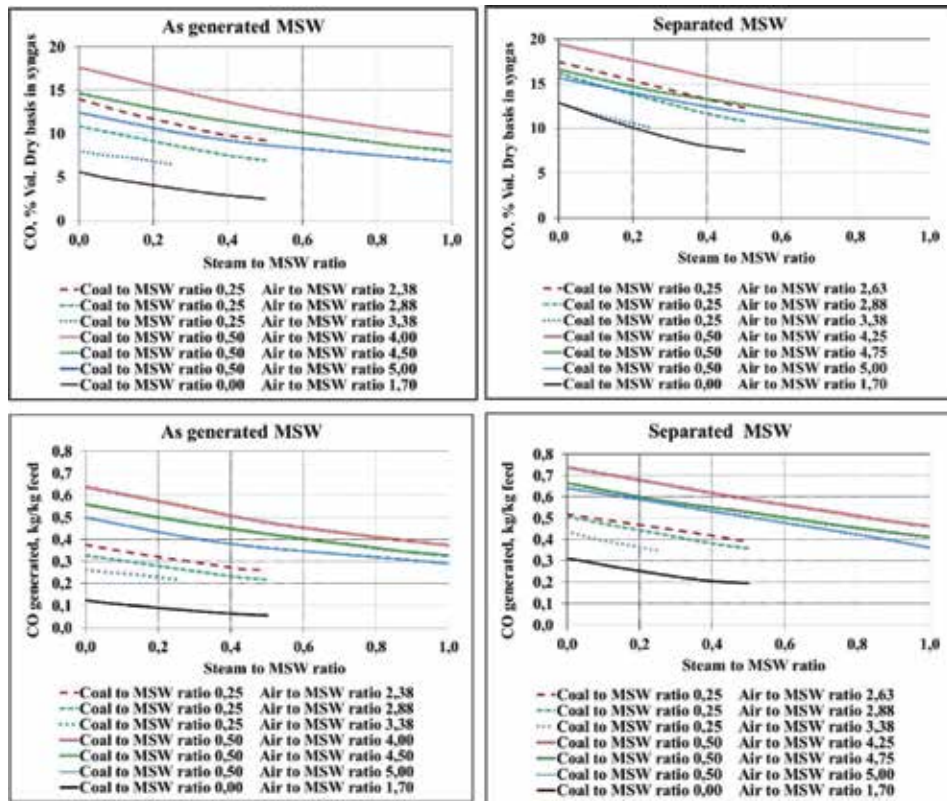 As generated MSW
CO, % Vol. Dry basis in syngas
20
15
10
5
0
0,0 0,2 0,4 0,6 0,8 1,0
Steam to MSW ratio
Coal to MSW ratio 0,25 Air to MSW ratio 2,38
Coal to MSW ratio 0,25 Air to MSW ratio 2,88
Coal to MSW ratio 0,25 Air to MSW ratio 3,38
Coal to MSW ratio 0,50 Air to MSW ratio 4,00
Coal to MSW ratio 0,50 Air to MSW ratio 4,50
Coal to MSW ratio 0,50 Air to MSW ratio 5,00
Coal to MSW ratio 0,00 Air to MSW ratio 1,70
Separated MSW
CO, % Vol. Dry basis in syngas
20
15
10
5
0
0,0 0,2 0,4 0,6 0,8 1,0
Steam to MSW ratio
Coal to MSW ratio 0,25 Air to MSW ratio 2,63
Coal to MSW ratio 0,25 Air to MSW ratio 2,88
Coal to MSW ratio 0,25 Air to MSW ratio 3,38
Coal to MSW ratio 0,50 Air to MSW ratio 4,25
Coal to MSW ratio 0,50 Air to MSW ratio 4,75
Coal to MSW ratio 0,50 Air to MSW ratio 5,00
Coal to MSW ratio 0,00 Air to MSW ratio 1,70
As generated MSW
CO generated, kg/kg feed
0,8
0,7
0,6
0,5
0,4
0,3
0,2
0,1
0,0
0,0 0,2 0,4 0,6 0,8 1,0
Steam to MSW ratio
Coal to MSW ratio 0,25 Air to MSW ratio 2,38
Coal to MSW ratio 0,25 Air to MSW ratio 2,88
Coal to MSW ratio 0,25 Air to MSW ratio 3,38
Coal to MSW ratio 0,50 Air to MSW ratio 4,00
Coal to MSW ratio 0,50 Air to MSW ratio 4,50
Coal to MSW ratio 0,50 Air to MSW ratio 5,00
Coal to MSW ratio 0,00 Air to MSW ratio 1,70
Separated MSW
CO generated, kg/kg feed
0,8
0,7
0,6
0,5
0,4
0,3
0,2
0,1
0,0
0,0 0,2 0,4 0,6 0,8 1,0
Steam to MSW ratio
Coal to MSW ratio 0,25 Air to MSW ratio 2,63
Coal to MSW ratio 0,25 Air to MSW ratio 2,88
Coal to MSW ratio 0,25 Air to MSW ratio 3,38
Coal to MSW ratio 0,50 Air to MSW ratio 4,25
Coal to MSW ratio 0,50 Air to MSW ratio 4,75
Coal to MSW ratio 0,50 Air to MSW ratio 5,00
Coal to MSW ratio 0,00 Air to MSW ratio 1,70